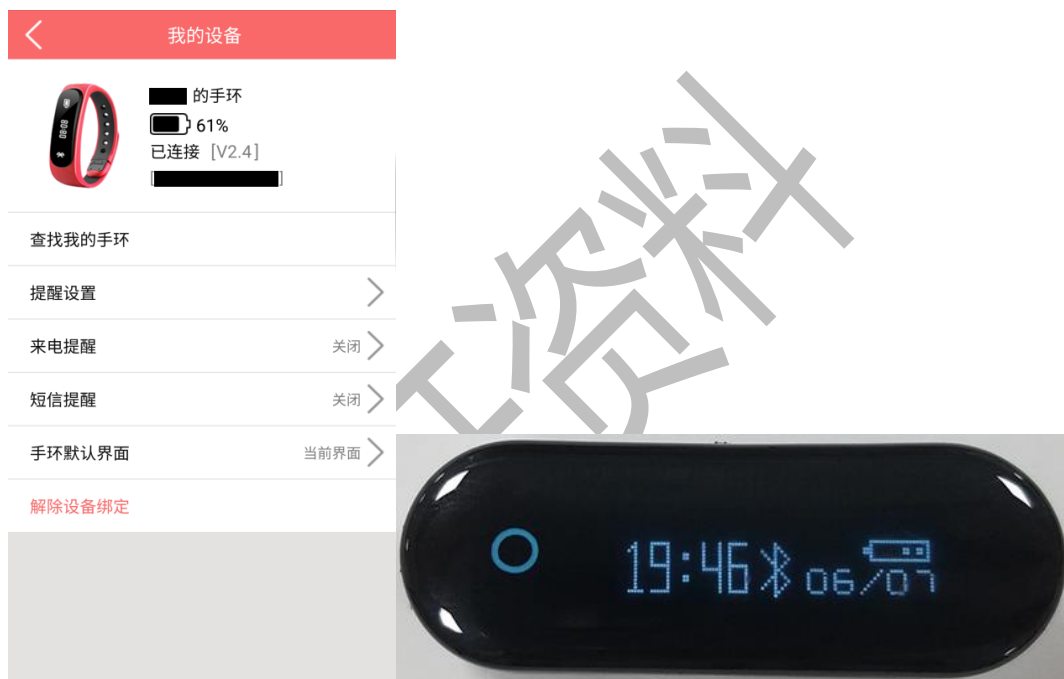 我的设备
的手环
61%
已连接 [V2.4]
[ ]
查找我的手环
提醒设置
来电提醒 关闭
短信提醒 关闭
手环默认界面 当前界面
解除设备绑定
资料
19:46 06/07